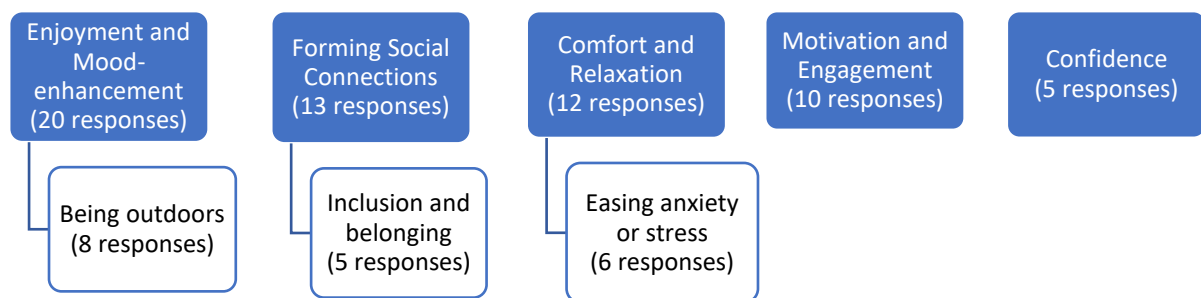 Enjoyment and
Mood-
enhancement
(20 responses)
Forming Social
Connections
(13 responses)
Comfort and
Relaxation
(12 responses)
Motivation and
Engagement
(10 responses)
Confidence
(5 responses)
Being outdoors
(8 responses)
Inclusion and
belonging
(5 responses)
Easing anxiety
or stress
(6 responses)